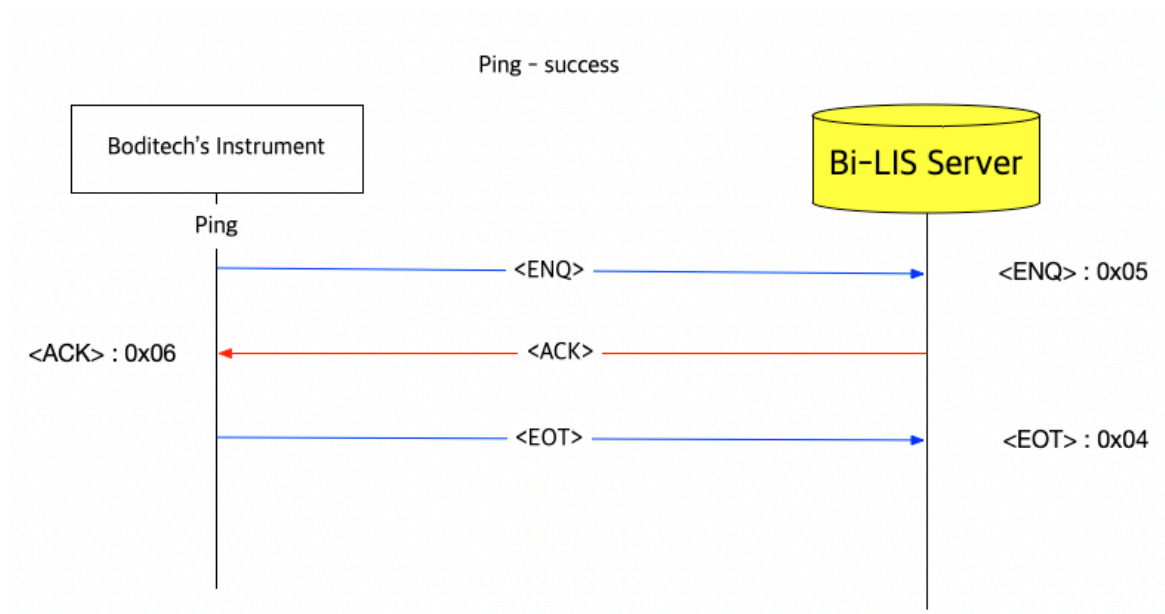 Ping - success
Boditech's Instrument
Bi-LIS Server
Ping
<ENQ>
<ENQ> : 0x05
<ACK> : 0x06
<ACK>
<EOT>
<EOT> : 0x04